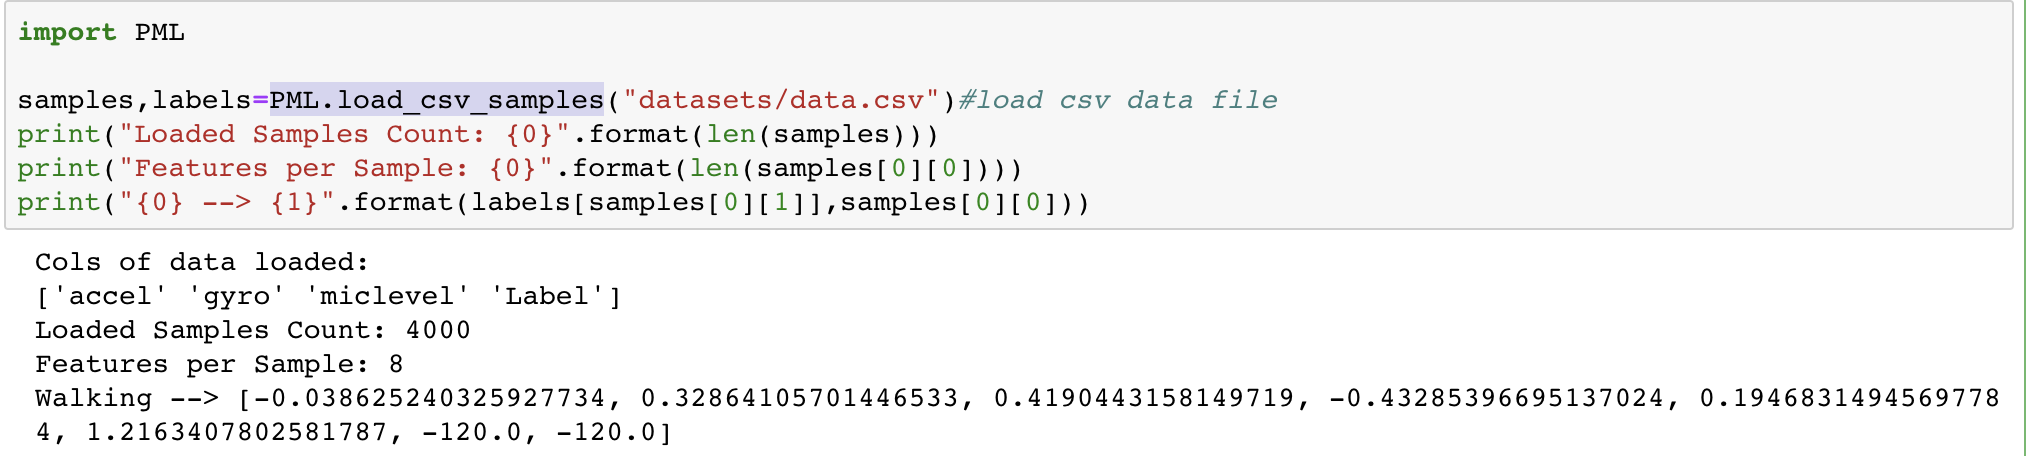 import PML
samples,labels=PML.load_csv_samples("datasets/data.csv")#load csv data file
print("Loaded Samples Count: {0}".format(len(samples)))
print("Features per Sample: {0}".format(len(samples[0][0])))
print("{0} --> {1}".format(labels[samples[0][1]],samples[0][0]))
Cols of data loaded:
['accel' 'gyro' 'miclevel' 'Label']
Loaded Samples Count: 4000
Features per Sample: 8
Walking --> [-0.038625240325927734, 0.32864105701446533, 0.4190443158149719, -0.43285396695137024, 0.1946831494569778
4, 1.2163407802581787, -120.0, -120.0]